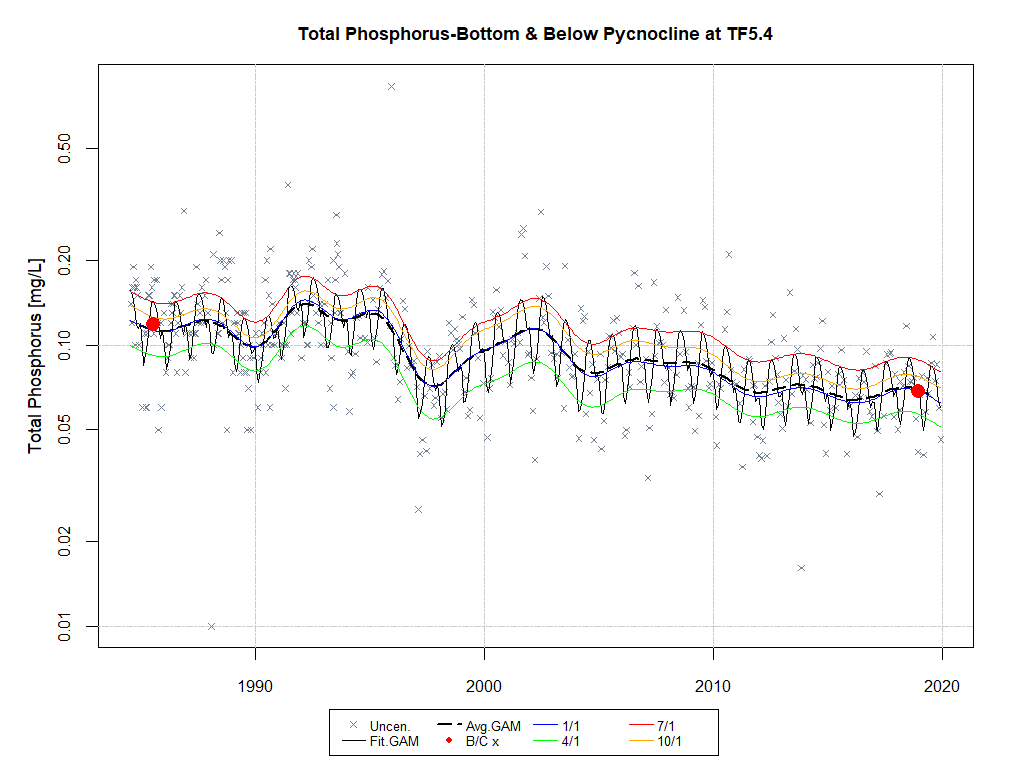 Total Phosphorus-Bottom & Below Pycnocline at TF5.4
Total Phosphorus [mg/L]
0.50
0.20
0.10
0.05
0.02
0.01
1990 2000 2010 2020
Uncen. Avg.GAM 1/1 7/1
Fit.GAM B/C x 4/1 10/1